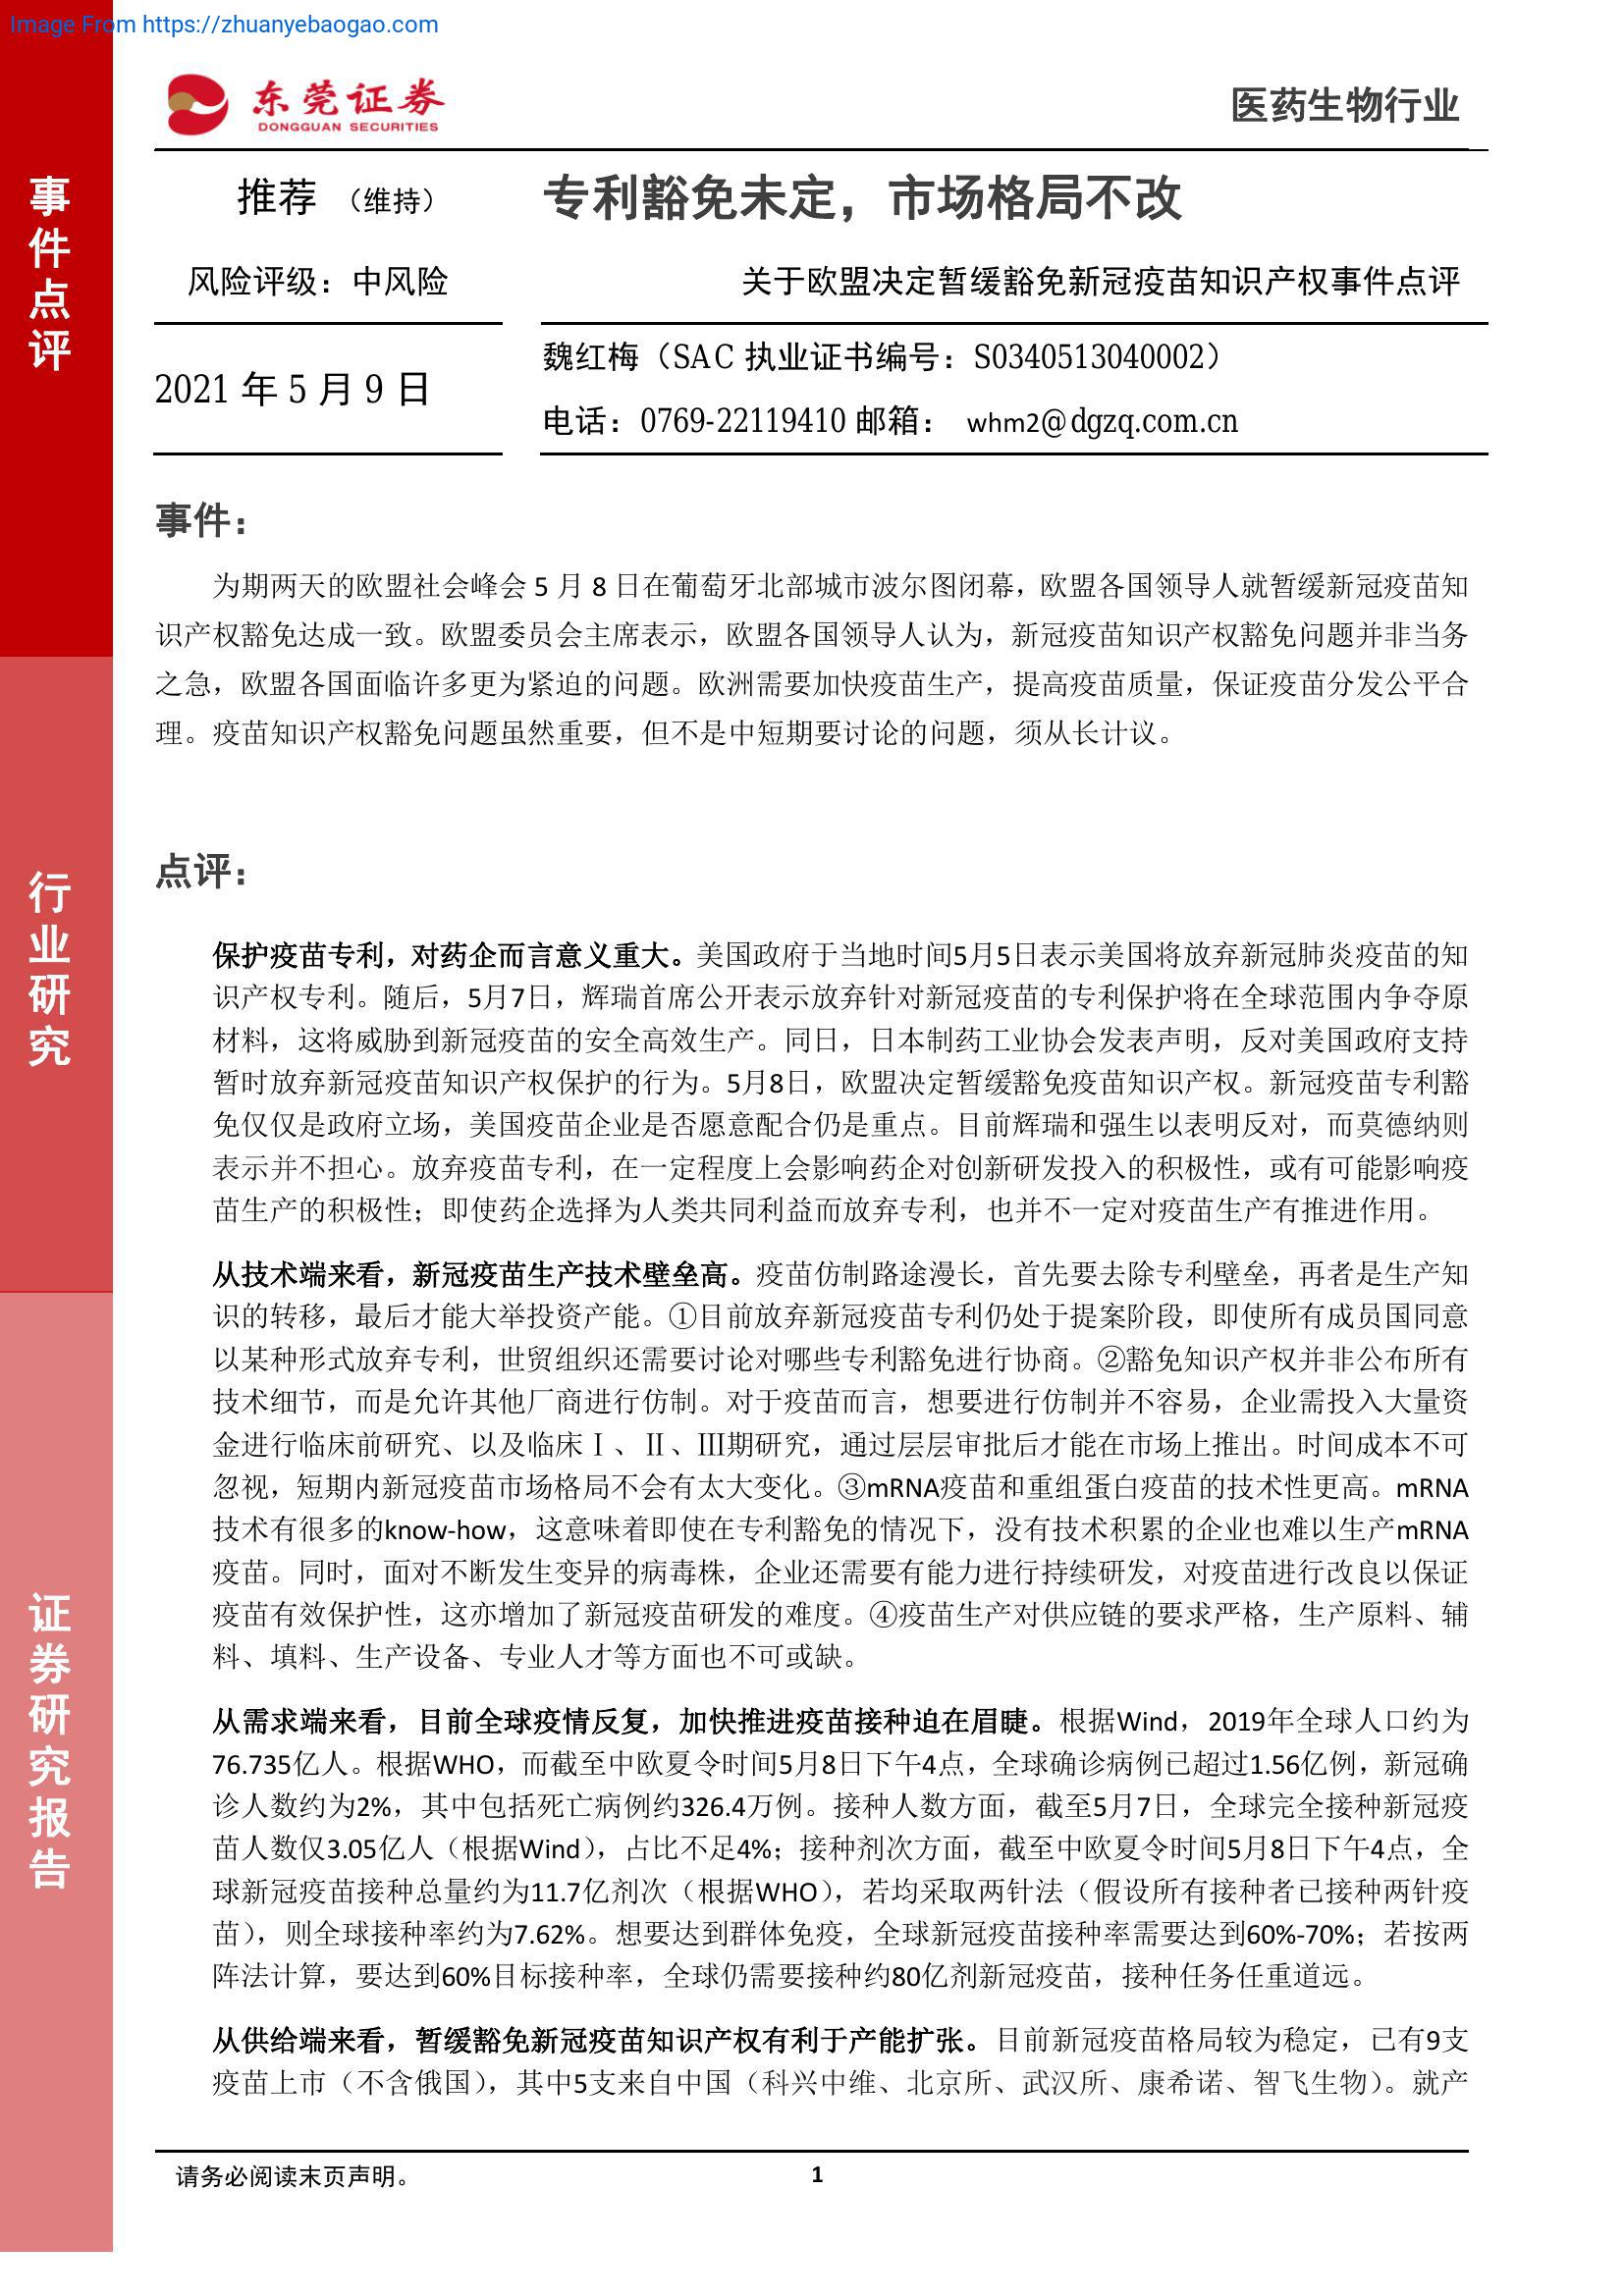 Image From https://zhuanyebaogao.com
东莞证券
DONGGUAN SECURITIES
医药生物行业
事件点评
行业研究
证券研究报告
推荐 （维持）
专利豁免未定，市场格局不改
风险评级：中风险
关于欧盟决定暂缓豁免新冠疫苗知识产权事件点评
2021 年 5 月 9 日
魏红梅（SAC 执业证书编号：S0340513040002）
电话：0769-22119410 邮箱： whm2@dgzq.com.cn
事件：
为期两天的欧盟社会峰会 5 月 8 日在葡萄牙北部城市波尔图闭幕，欧盟各国领导人就暂缓新冠疫苗知
识产权豁免达成一致。欧盟委员会主席表示，欧盟各国领导人认为，新冠疫苗知识产权豁免问题并非当务
之急，欧盟各国面临许多更为紧迫的问题。欧洲需要加快疫苗生产，提高疫苗质量，保证疫苗分发公平合
理。疫苗知识产权豁免问题虽然重要，但不是中短期要讨论的问题，须从长计议。
点评：
保护疫苗专利，对药企而言意义重大。美国政府于当地时间5月5日表示美国将放弃新冠肺炎疫苗的知
识产权专利。随后，5月7日，辉瑞首席公开表示放弃针对新冠疫苗的专利保护将在全球范围内争夺原
材料，这将威胁到新冠疫苗的安全高效生产。同日，日本制药工业协会发表声明，反对美国政府支持
暂时放弃新冠疫苗知识产权保护的行为。5月8日，欧盟决定暂缓豁免疫苗知识产权。新冠疫苗专利豁
免仅仅是政府立场，美国疫苗企业是否愿意配合仍是重点。目前辉瑞和强生以表明反对，而莫德纳则
表示并不担心。放弃疫苗专利，在一定程度上会影响药企对创新研发投入的积极性，或有可能影响疫
苗生产的积极性；即使药企选择为人类共同利益而放弃专利，也并不一定对疫苗生产有推进作用。
从技术端来看，新冠疫苗生产技术壁垒高。疫苗仿制路途漫长，首先要去除专利壁垒，再者是生产知
识的转移，最后才能大举投资产能。①目前放弃新冠疫苗专利仍处于提案阶段，即使所有成员国同意
以某种形式放弃专利，世贸组织还需要讨论对哪些专利豁免进行协商。②豁免知识产权并非公布所有
技术细节，而是允许其他厂商进行仿制。对于疫苗而言，想要进行仿制并不容易，企业需投入大量资
金进行临床前研究、以及临床Ⅰ、Ⅱ、Ⅲ期研究，通过层层审批后才能在市场上推出。时间成本不可
忽视，短期内新冠疫苗市场格局不会有太大变化。③mRNA疫苗和重组蛋白疫苗的技术性更高。mRNA
技术有很多的know-how，这意味着即使在专利豁免的情况下，没有技术积累的企业也难以生产mRNA
疫苗。同时，面对不断发生变异的病毒株，企业还需要有能力进行持续研发，对疫苗进行改良以保证
疫苗有效保护性，这亦增加了新冠疫苗研发的难度。④疫苗生产对供应链的要求严格，生产原料、辅
料、填料、生产设备、专业人才等方面也不可或缺。
从需求端来看，目前全球疫情反复，加快推进疫苗接种迫在眉睫。根据Wind，2019年全球人口约为
76.735亿人。根据WHO，而截至中欧夏令时间5月8日下午4点，全球确诊病例已超过1.56亿例，新冠确
诊人数约为2%，其中包括死亡病例约326.4万例。接种人数方面，截至5月7日，全球完全接种新冠疫
苗人数仅3.05亿人（根据Wind），占比不足4%；接种剂次方面，截至中欧夏令时间5月8日下午4点，全
球新冠疫苗接种总量约为11.7亿剂次（根据WHO），若均采取两针法（假设所有接种者已接种两针疫
苗），则全球接种率约为7.62%。想要达到群体免疫，全球新冠疫苗接种率需要达到60%-70%；若按两
阵法计算，要达到60%目标接种率，全球仍需要接种约80亿剂新冠疫苗，接种任务任重道远。
从供给端来看，暂缓豁免新冠疫苗知识产权有利于产能扩张。目前新冠疫苗格局较为稳定，已有9支
疫苗上市（不含俄国），其中5支来自中国（科兴中维、北京所、武汉所、康希诺、智飞生物）。就产
请务必阅读末页声明。
1